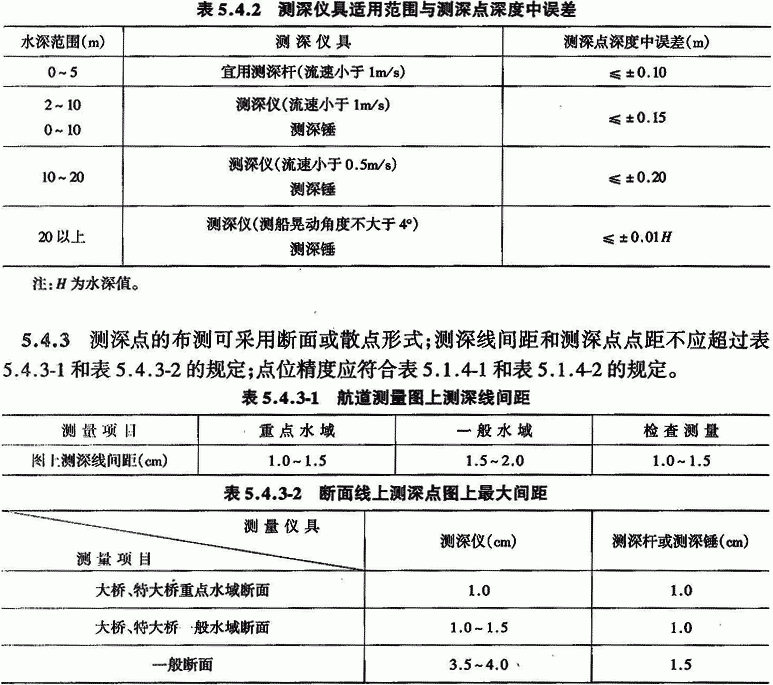 表 5.4.2 测深仪具适用范围与测深点深度中误差
水深范围(m) 测深仪具 测深点深度中误差(m)
0~5 宜用测深杆(流速小于1m/s) ≤±0.10
2~10 测深仪(流速小于1m/s)
0~10 测深锤 ≤±0.15
10~20 测深仪(流速小于0.5m/s)
测深锤 ≤±0.20
20以上 测深仪(测船晃动角度不大于4°)
测深锤 ≤±0.01H
注:H为水深值。
5.4.3 测深点的布测可采用断面或散点形式;测深线间距和测深点点距不应超过表
5.4.3-1和表5.4.3-2的规定;点位精度应符合表5.1.4-1和表5.1.4-2的规定。
表 5.4.3-1 航道测量图上测深线间距
测量项目 重点水域 一般水域 检查测量
图上测深线间距(cm) 1.0~1.5 1.5~2.0 1.0~1.5
表 5.4.3-2 断面线上测深点图上最大间距
测量仪具
测量项目 测深仪(cm) 测深杆或测深锤(cm)
大桥、特大桥重点水域断面 1.0 1.0
大桥、特大桥一般水域断面 1.0~1.5 1.0
一般断面 3.5~4.0 1.5